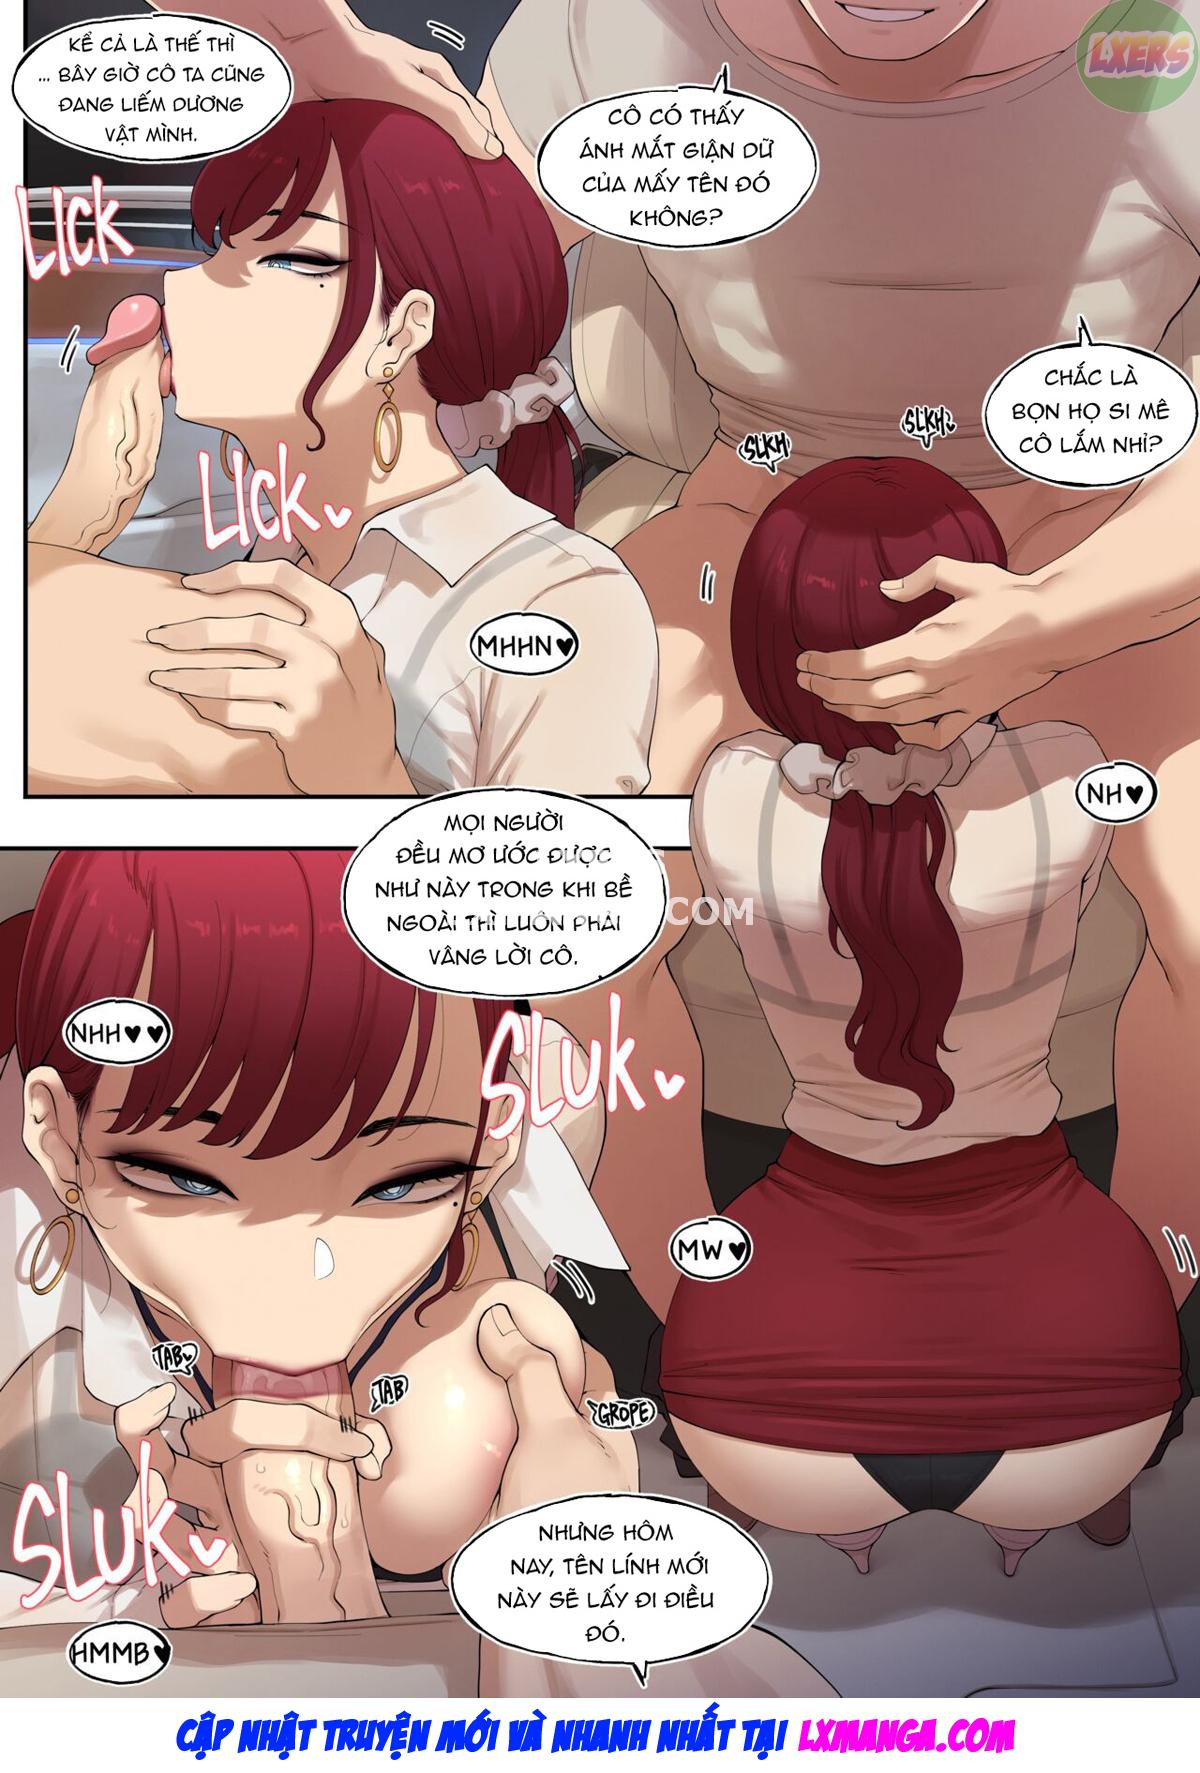 KỂ CẢ LÀ THẾ THÌ
... BÂY GIỜ CÔ TA CŨNG
ĐANG LIẾM DƯƠNG
VẬT MÌNH.
LXERS
CÔ CÓ THẤY
ÁNH MẮT GIẬN DỮ
CỦA MẤY TÊN ĐÓ
KHÔNG?
LICK
CHẮC LÀ
BỌN HỌ SI MÊ
CÔ LẮM NHỈ?
SLKH
SLKH
LICK
MHHN♥
NH♥
MỌI NGƯỜI
ĐỀU MƠ ƯỚC ĐƯỢC
NHƯ NÀY TRONG KHI BỀ
NGOÀI THÌ LUÔN PHẢI
VÂNG LỜI CÔ.
.COM
NHH♥♥
SLUK
MW♥
TAB
TAB
GROPE
SLUK
NHƯNG HÔM
NAY, TÊN LÍNH MỚI
NÀY SẼ LẤY ĐI ĐIỀU
ĐÓ.
HMMB♥
CẬP NHẬT TRUYỆN MỚI VÀ NHANH NHẤT TẠI LXMANGA.COM